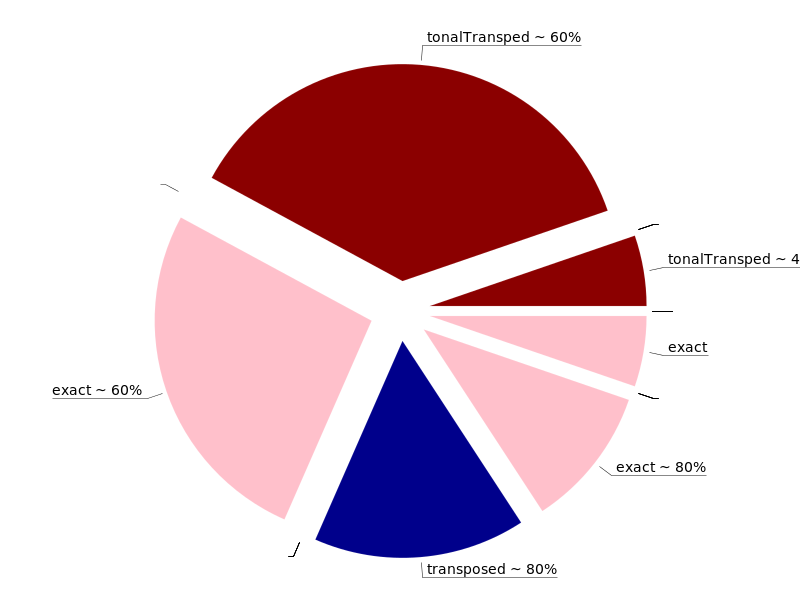 tonalTransped ~ 60%
tonalTransped ~ 4
exact
exact ~ 60%
exact ~ 80%
transposed ~ 80%